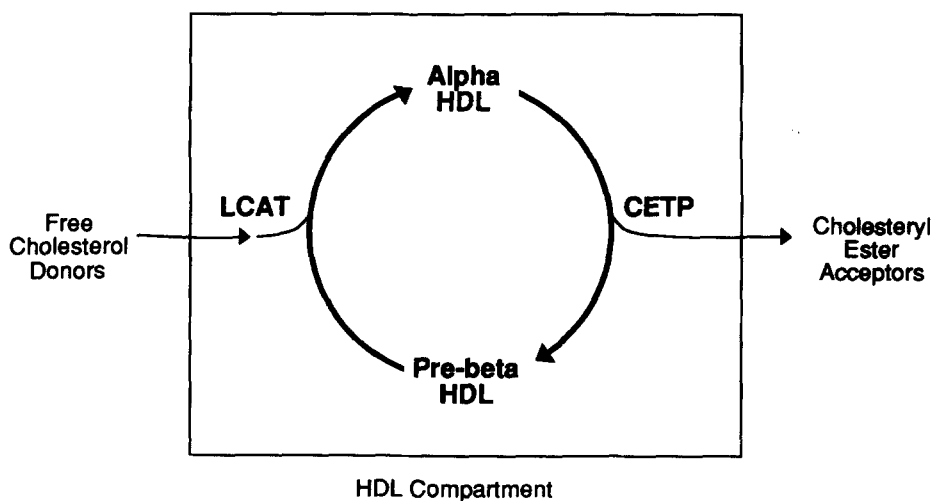 Alpha
HDL
LCAT
CETP
Free
Cholesterol
Donors
Cholesteryl
Ester
Acceptors
Pre-beta
HDL
HDL Compartment